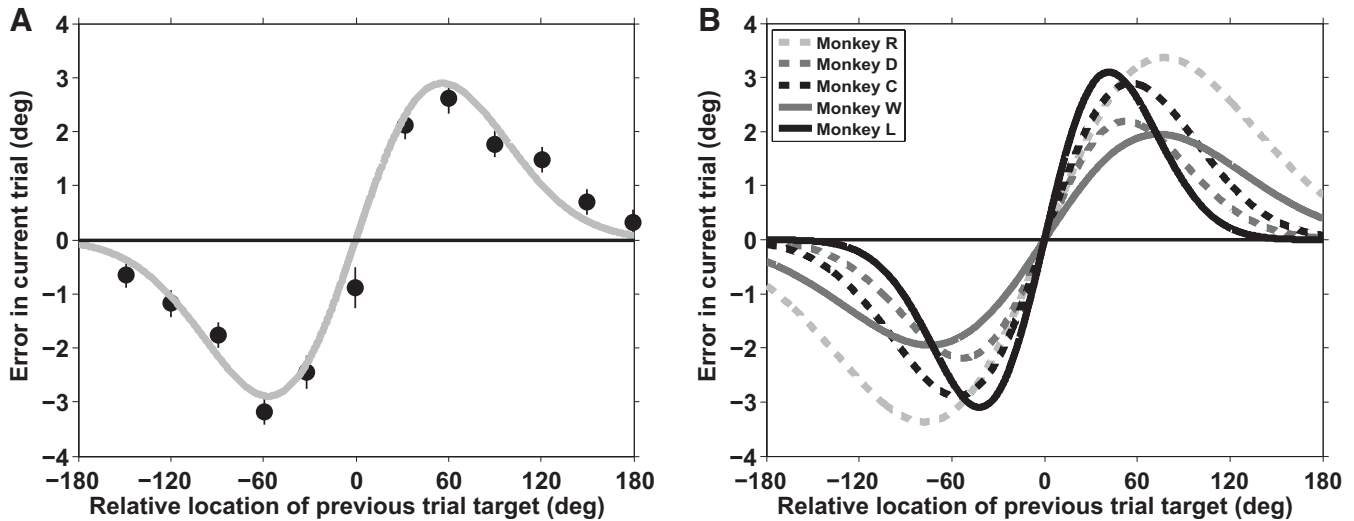 A
Error in current trial (deg)
4
3
2
1
0
−1
−2
−3
−4
−180
−120
−60
0
60
120
180
Relative location of previous trial target (deg)
B
Error in current trial (deg)
4
3
2
1
0
−1
−2
−3
−4
Monkey R
Monkey D
Monkey C
Monkey W
Monkey L
−180
−120
−60
0
60
120
180
Relative location of previous trial target (deg)